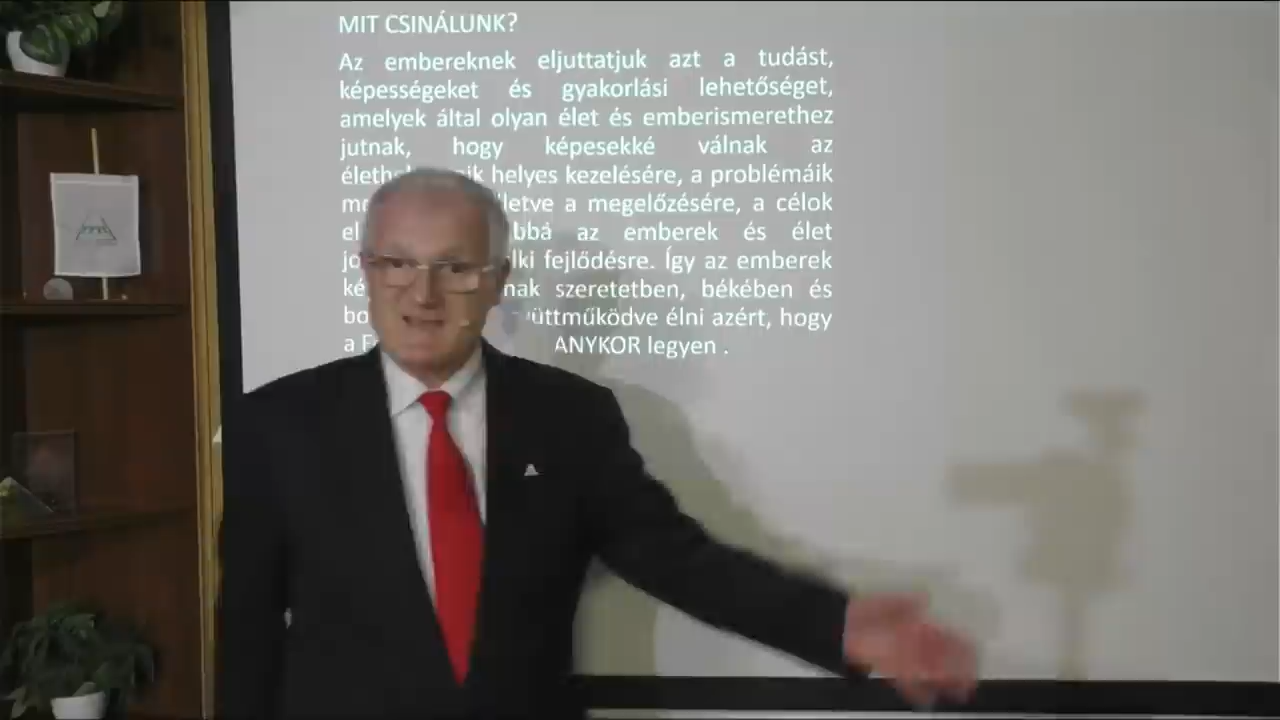 MIT CSINÁLUNK?
Az embereknek eljuttatjuk azt a tudást,
képességeket és gyakorlási lehetőséget,
amelyek által olyan élet és emberismerethez
jutnak, hogy képesekké válnak az
helyes kezelésére, a problémáik
a megelőzésére, a célok
az emberek és élet
fejlődésre. Így az emberek
szeretetben, békében és
élni azért, hogy
a legyen .